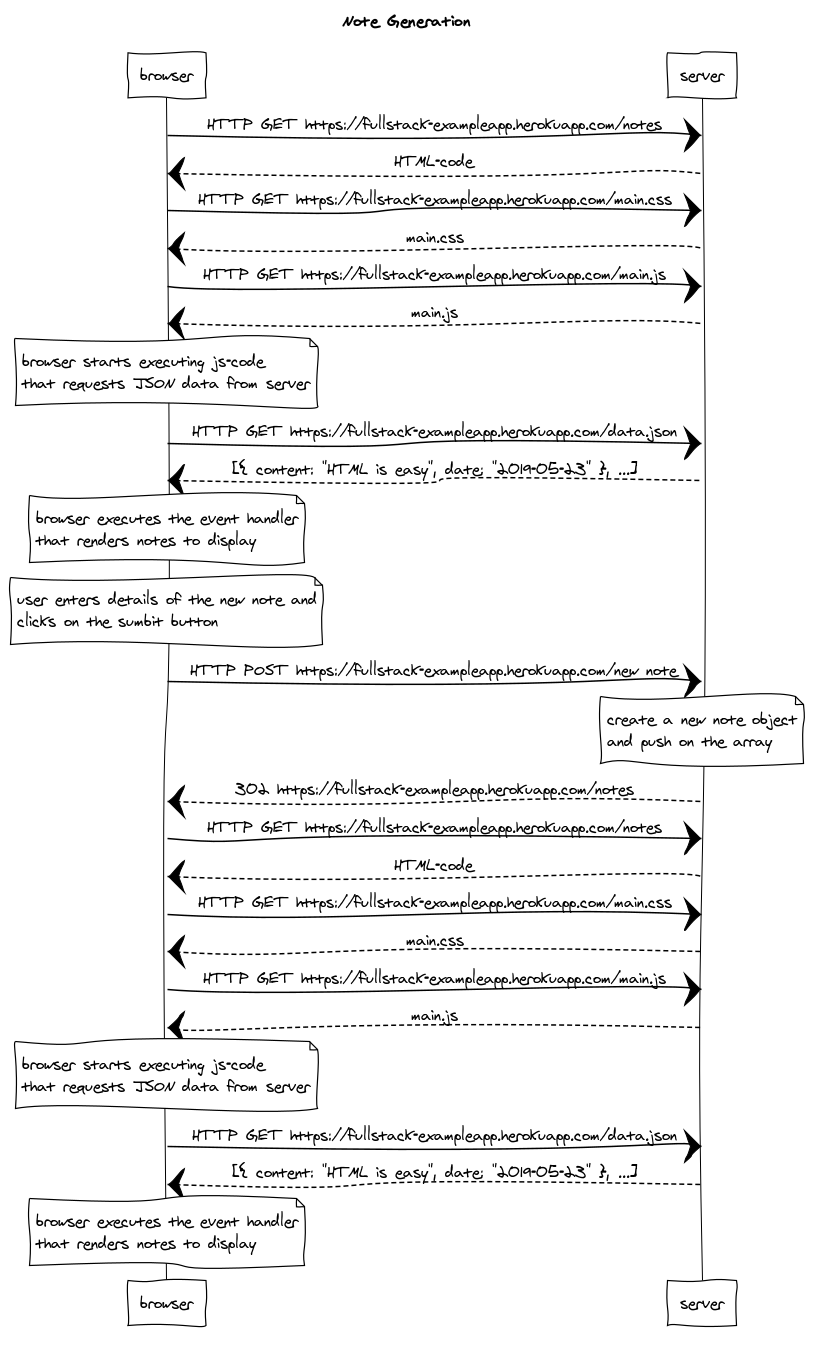 Note Generation
browser
server
HTTP GET https://fullstack-exampleapp.herokuapp.com/notes
HTML-code
HTTP GET https://fullstack-exampleapp.herokuapp.com/main.css
main.css
HTTP GET https://fullstack-exampleapp.herokuapp.com/main.js
main.js
browser starts executing js-code
that requests JSON data from server
HTTP GET https://fullstack-exampleapp.herokuapp.com/data.json
[{ content: "HTML is easy", date: "2019-05-23" }, ...]
browser executes the event handler
that renders notes to display
user enters details of the new note and
clicks on the sumbit button
HTTP POST https://fullstack-exampleapp.herokuapp.com/new note
create a new note object
and push on the array
302 https://fullstack-exampleapp.herokuapp.com/notes
HTTP GET https://fullstack-exampleapp.herokuapp.com/notes
HTML-code
HTTP GET https://fullstack-exampleapp.herokuapp.com/main.css
main.css
HTTP GET https://fullstack-exampleapp.herokuapp.com/main.js
main.js
browser starts executing js-code
that requests JSON data from server
HTTP GET https://fullstack-exampleapp.herokuapp.com/data.json
[{ content: "HTML is easy", date: "2019-05-23" }, ...]
browser executes the event handler
that renders notes to display
browser
server